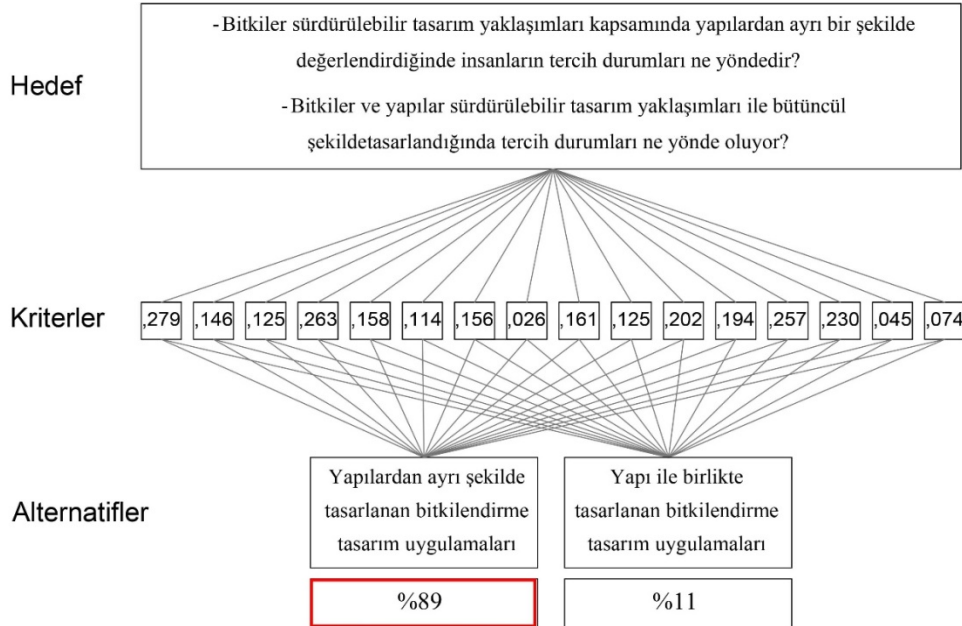 Hedef
-Bitkiler sürdürülebilir tasarım yaklaşımları kapsamında yapılardan ayrı bir şekilde
değerlendirdiğinde insanların tercih durumları ne yöndedir?
-Bitkiler ve yapılar sürdürülebilir tasarım yaklaşımları ile bütüncül
şekildetasarlandığında tercih durumları ne yönde oluyor?
Kriterler
,279 ,146 ,125 ,263 ,158 ,114 ,156 ,026 ,161 ,125 ,202 ,194 ,257 ,230 ,045 ,074
Alternatifler
Yapılardan ayrı şekilde
tasarlanan bitkilendirme
tasarım uygulamaları
Yapı ile birlikte
tasarlanan bitkilendirme
tasarım uygulamaları
%89
%11